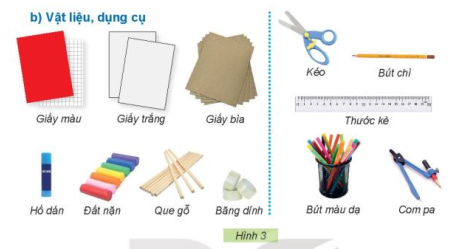 b) Vật liệu, dụng cụ
Giấy màu
Giấy trắng
Giấy bìa
Hồ dán
Đất nặn
Que gỗ
Băng dính
Kéo
Bút chì
Thước kẻ
Bút màu dạ
Com pa
Hình 3